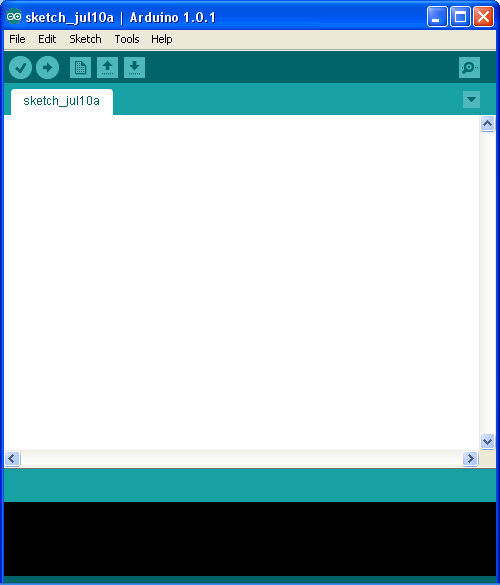 sketch_jul10a | Arduino 1.0.1
File Edit Sketch Tools Help
sketch_jul10a